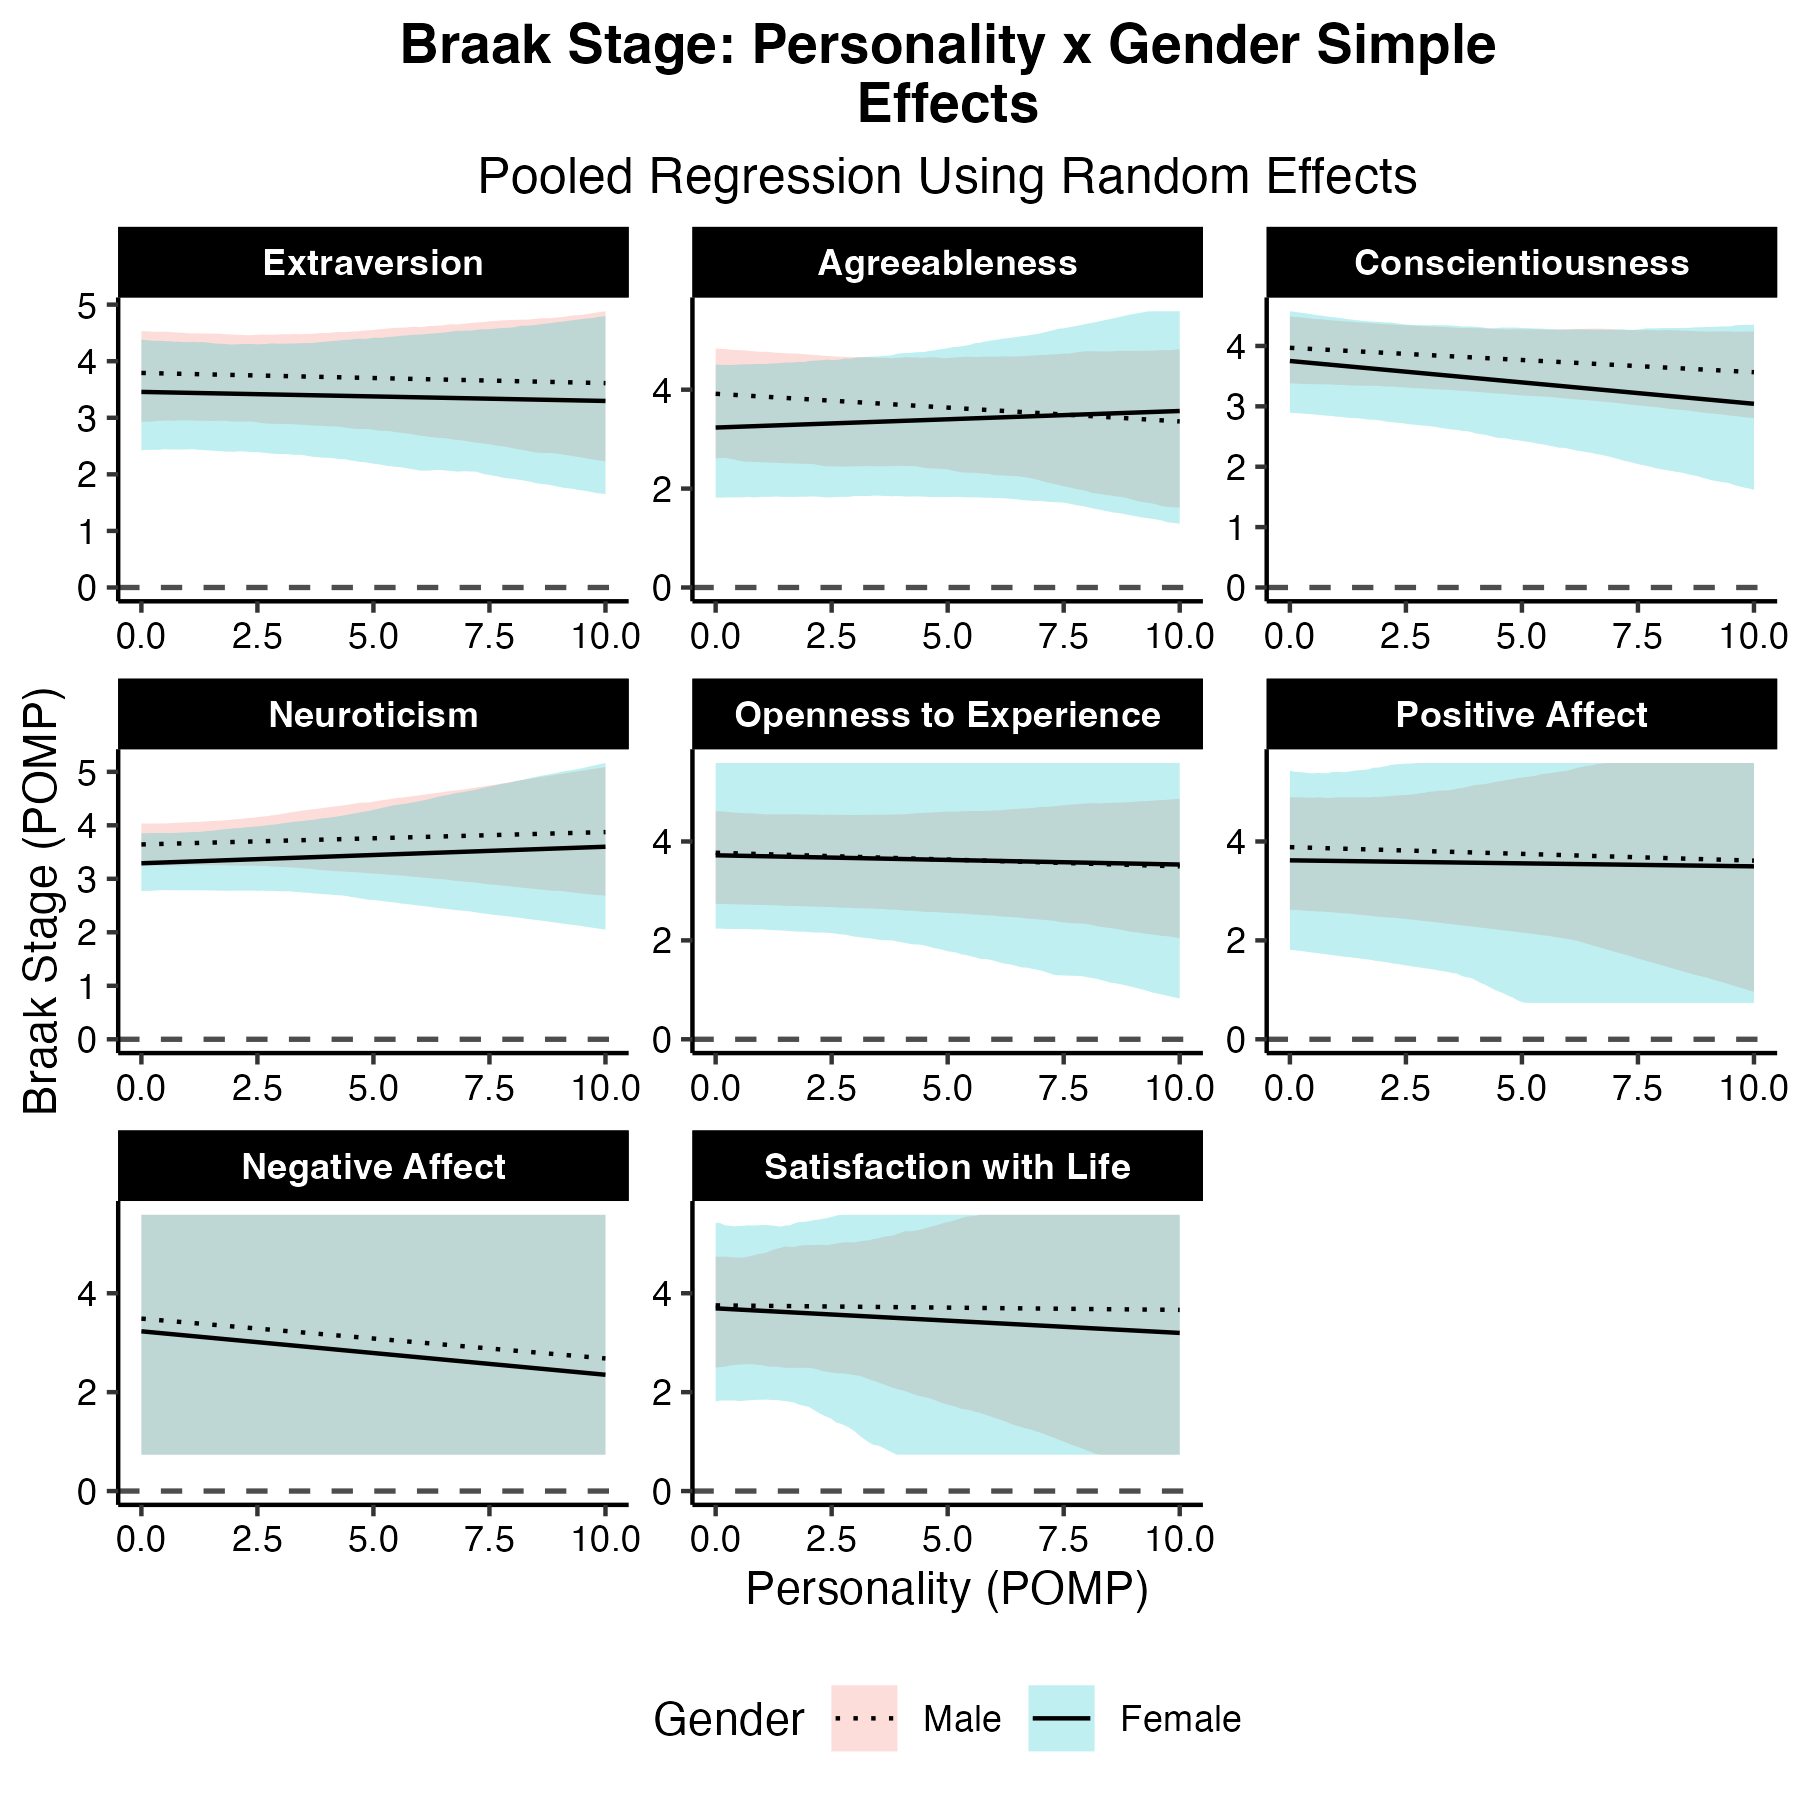 Braak Stage: Personality x Gender Simple
Effects
Pooled Regression Using Random Effects
Extraversion
Agreeableness
Conscientiousness
5
4
3
2
1
0
0.0 2.5 5.0 7.5 10.0
4
2
0
0.0 2.5 5.0 7.5 10.0
4
3
2
1
0
0.0 2.5 5.0 7.5 10.0
Braak Stage (POMP)
Neuroticism
Openness to Experience
Positive Affect
5
4
3
2
1
0
0.0 2.5 5.0 7.5 10.0
4
2
0
0.0 2.5 5.0 7.5 10.0
4
2
0
0.0 2.5 5.0 7.5 10.0
Negative Affect
Satisfaction with Life
4
2
0
0.0 2.5 5.0 7.5 10.0
4
2
0
0.0 2.5 5.0 7.5 10.0
Personality (POMP)
Gender Male Female